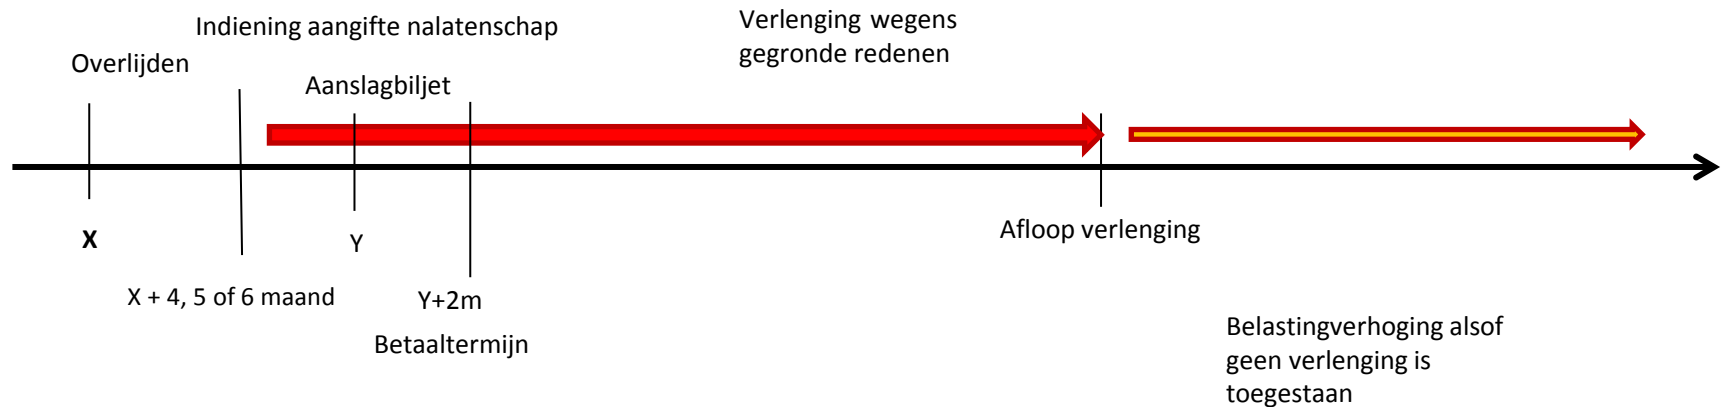 Indiening aangifte nalatenschap
Verlenging wegens
gegronde redenen
Overlijden
Aanslagbiljet
X
Y
Afloop verlenging
X + 4, 5 of 6 maand
Y+2m
Betaaltermijn
Belastingverhoging alsof
geen verlenging is
toegestaan